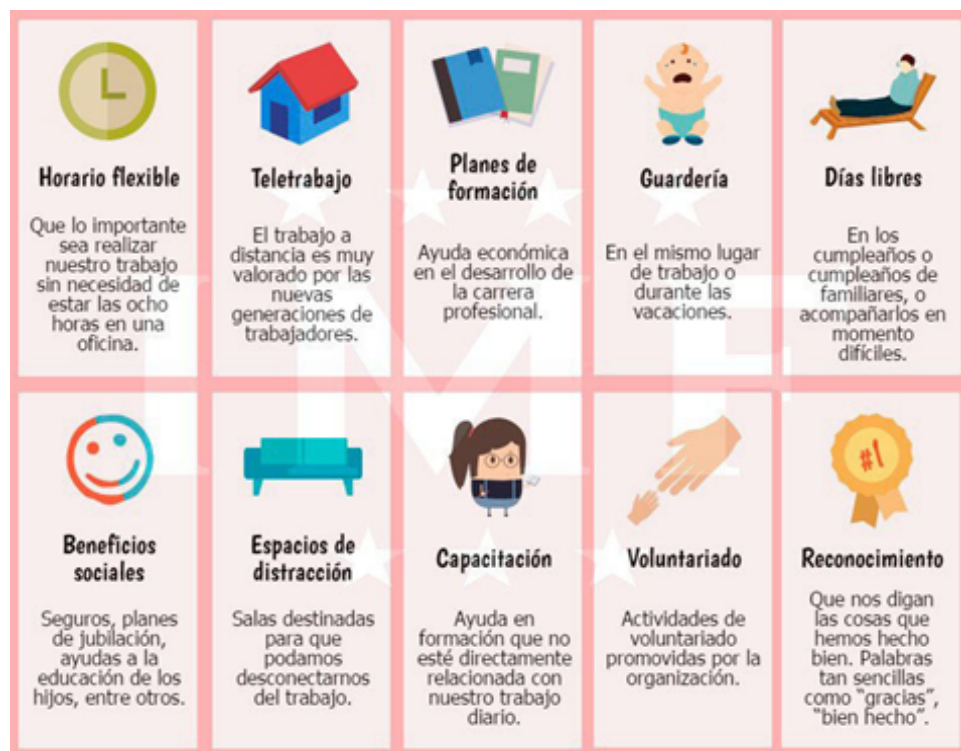 Horario flexible
Que lo importante
sea realizar
nuestro trabajo
sin necesidad de
estar las ocho
horas en una
oficina.
Teletrabajo
El trabajo a
distancia es muy
valorado por las
nuevas
generaciones de
trabajadores.
Planes de
formación
Ayuda económica
en el desarrollo de
la carrera
profesional.
Guardería
En el mismo lugar
de trabajo o
durante las
vacaciones.
Días libres
En los
cumpleaños o
cumpleaños de
familiares, o
acompañarlos en
momento
difíciles.
IMF
Beneficios
sociales
Seguros, planes
de jubilación,
ayudas a la
educación de los
hijos, entre otros.
Espacios de
distracción
Salas destinadas
para que
podamos
desconectarnos
del trabajo.
Capacitación
Ayuda en
formación que no
esté directamente
relacionada con
nuestro trabajo
diario.
Voluntariado
Actividades de
voluntariado
promovidas por la
organización.
#1
Reconocimiento
Que nos digan
las cosas que
hemos hecho
bien. Palabras
tan sencillas
como “gracias”,
“bien hecho”.